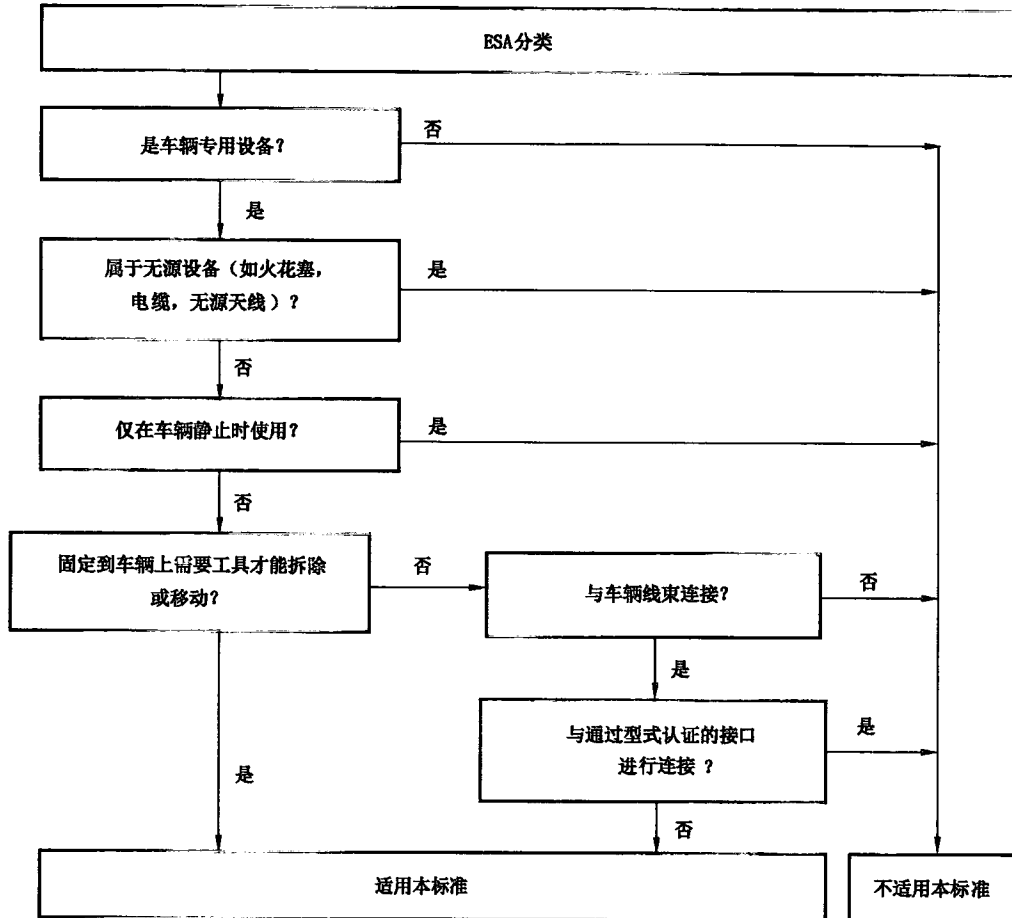 ESA分类
是车辆专用设备?
否
是
属于无源设备(如火花塞,
电缆,无源天线)?
是
否
仅在车辆静止时使用?
是
否
固定到车辆上需要工具才能拆除
或移动?
否
与车辆线束连接?
否
是
与通过型式认证的接口
进行连接 ?
是
是
否
适用本标准
不适用本标准